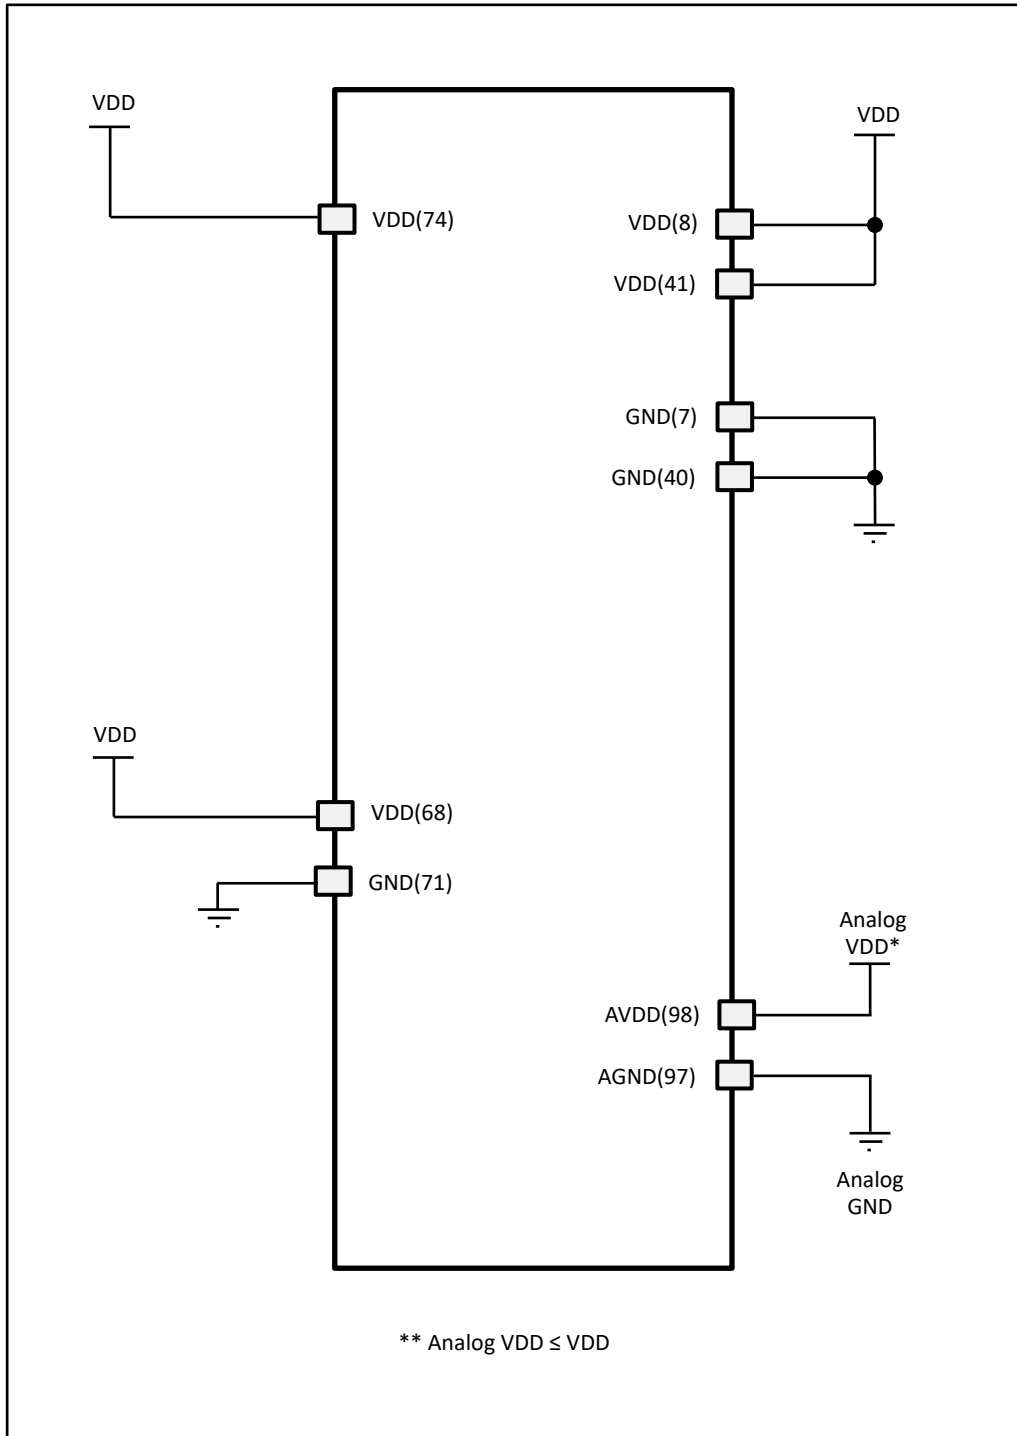 VDD
VDD
VDD(74)
VDD(8)
VDD(41)
GND(7)
GND(40)
VDD
VDD(68)
GND(71)
Analog
VDD*
AVDD(98)
AGND(97)
Analog
GND
** Analog VDD ≤ VDD